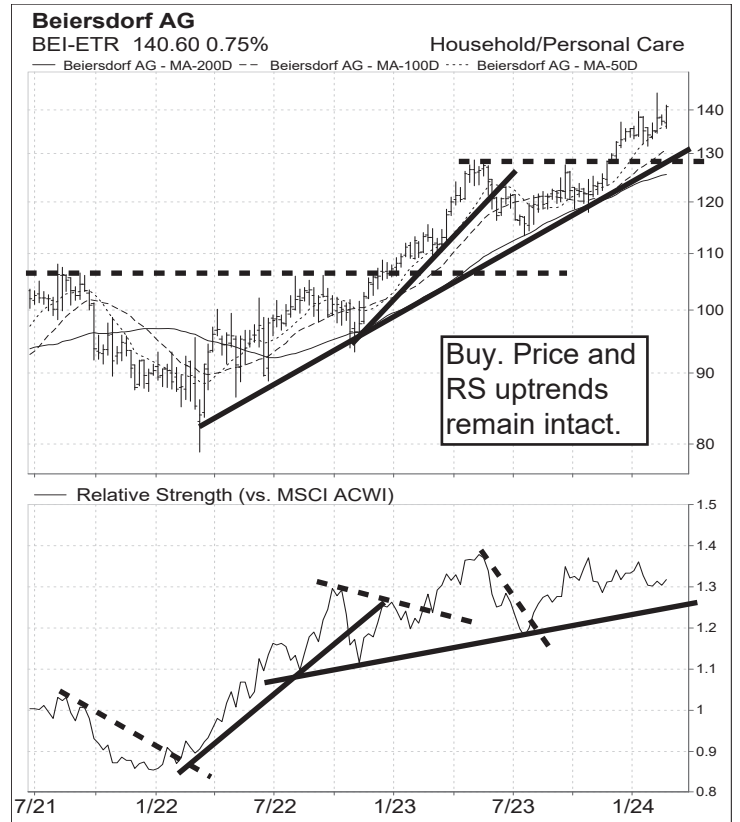 Beiersdorf AG
BEI-ETR 140.60 0.75% Household/Personal Care
Beiersdorf AG - MA-200D Beiersdorf AG - MA-100D Beiersdorf AG - MA-50D
140
130
120
110
100
90
80
Buy. Price and
RS uptrends
remain intact.
Relative Strength (vs. MSCI ACWI)
1.5
1.4
1.3
1.2
1.1
1
0.9
0.8
7/21 1/22 7/22 1/23 7/23 1/24